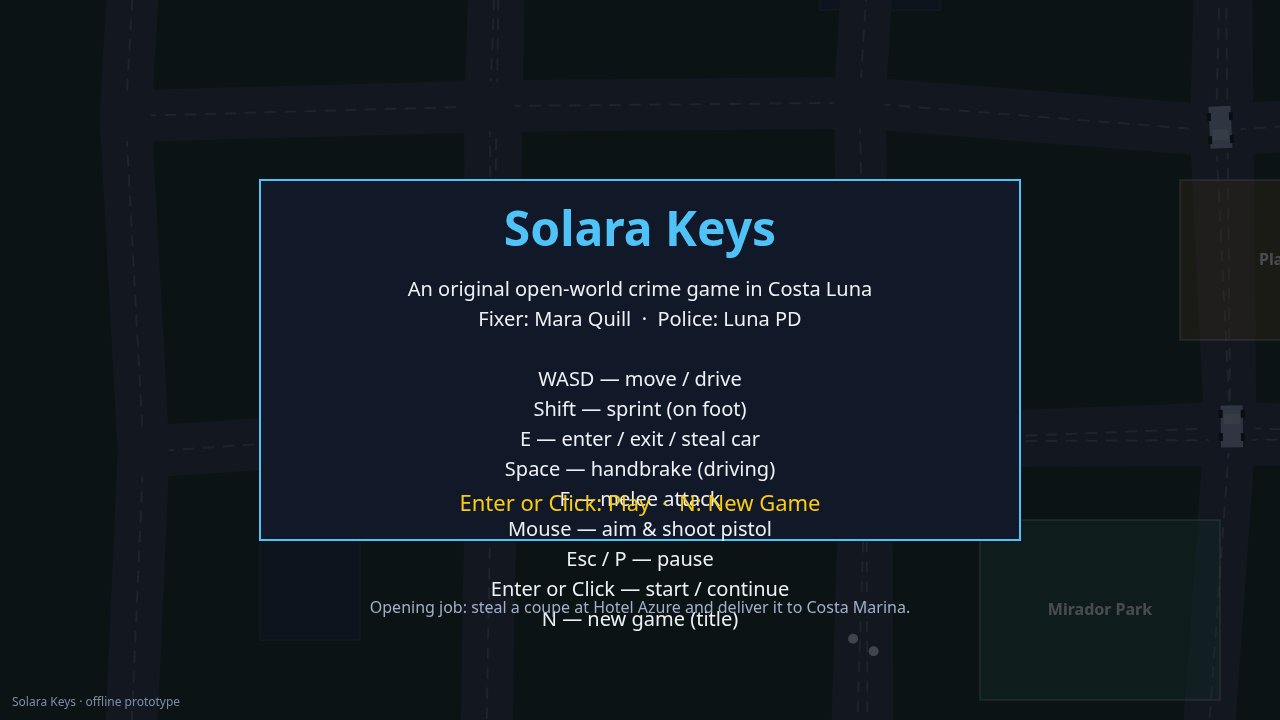 Solara Keys
An original open-world crime game in Costa Luna
Fixer: Mara Quill · Police: Luna PD
Pla
WASD — move / drive
Shift — sprint (on foot)
E — enter / exit / steal car
Space — handbrake (driving)
F — melee attack
Enter or Click: Play · N: New Game
Mouse — aim & shoot pistol
Esc / P — pause
Enter or Click — start / continue
Opening job: steal a coupe at Hotel Azure and deliver it to Costa Marina.
Mirador Park
N — new game (title)
Solara Keys · offline prototype